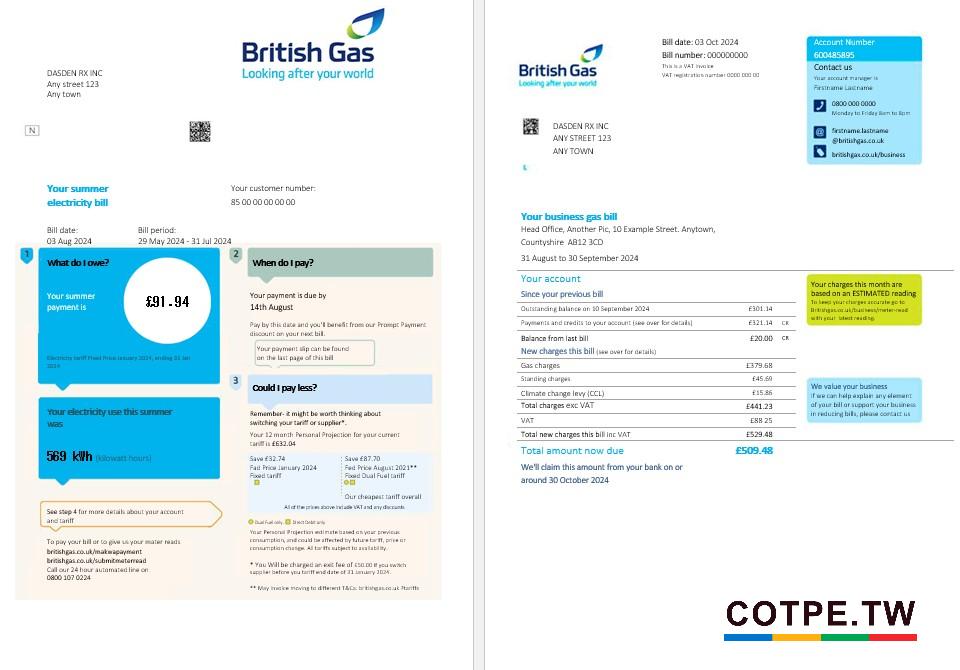 British Gas
Looking after your world
DASDEN RX INC
Any street 123
Any town
N
Your summer
electricity bill
Your customer number:
85 00 00 00 00 00
Bill date:
03 Aug 2024
Bill period:
29 May 2024 - 31 Jul 2024
1
What do I owe?
Your summer
payment is
£91.94
Electricity tariff Fixed Price January 2024, ending 31 Jan
2024
Your electricity use this summer
was
569 kWh (kilowatt hours)
See step 4 for more details about your account
and tariff
To pay your bill or to give us your mater reads
britishgas.co.uk/makwapayment
britishgas.co.uk/submitmeterread
Call our 24 hour automated line on
0800 107 0224
2
When do I pay?
Your payment is due by
14th August
Pay by this date and you'll benefit from our Prompt Payment
discount on your next bill.
Your payment slip can be found
on the last page of this bill
3
Could I pay less?
Remember- it might be worth thinking about
switching your tariff or supplier*.
Your 12 month Personal Projection for your current
tariff is £632.04
Save £32.74
Fad Price January 2024
Fixed tariff
Save £87.70
Fed Price August 2021**
Fixed Dual Fuel tariff
Our cheapest tariff overall
All of the prices above include VAT and any discounts
Dual Fuel only, Direct Debit only
Your Personal Projection estimate based on your previous
consumption, and could be affected by future tariff, price or
consumption change. All tariffs subject to availability.
* You Will be charged an exit fee of £50.00 if you switch
supplier before you tariff end date of 31 January 2024.
** May invoice moving to different T&Cs: britishgas.co.uk Ptariffs
British Gas
Looking after your world
Bill date: 03 Oct 2024
Bill number: 000000000
This is a VAT invoice
VAT registration number 0000 000 00
Account Number
600485895
Contact us
Your account manager is
Firstname Lastname
0800 000 0000
Monday to Friday 8am to 8pm
firstname.lastname
@britishgas.co.uk
britishgax.co.uk/business
DASDEN RX INC
ANY STREET 123
ANY TOWN
Your business gas bill
Head Office, Another Pic, 10 Example Street. Anytown,
Countyshire AB12 3CD
31 August to 30 September 2024
Your account
Since your previous bill
Outstanding balance on 10 September 2024 £301.14
Payments and credits to your account (see over for details) £321.14 CR
Balance from last bill £20.00 CR
New charges this bill (see over for details)
Gas charges £379.68
Standing charges £45.69
Climate change levy (CCL) £15.86
Total charges exc VAT £441.23
VAT £88 25
Total new charges this bill inc VAT £529.48
Total amount now due £509.48
We'll claim this amount from your bank on or
around 30 October 2024
Your charges this month are
based on an ESTIMATED reading
To keep your charges accurate go to
Britishgas.co.uk/business/meter-read
with your latest reading.
We value your business
If we can help explain any element
of your bill or support your business
in reducing bills, please contact us
COTPE.TW